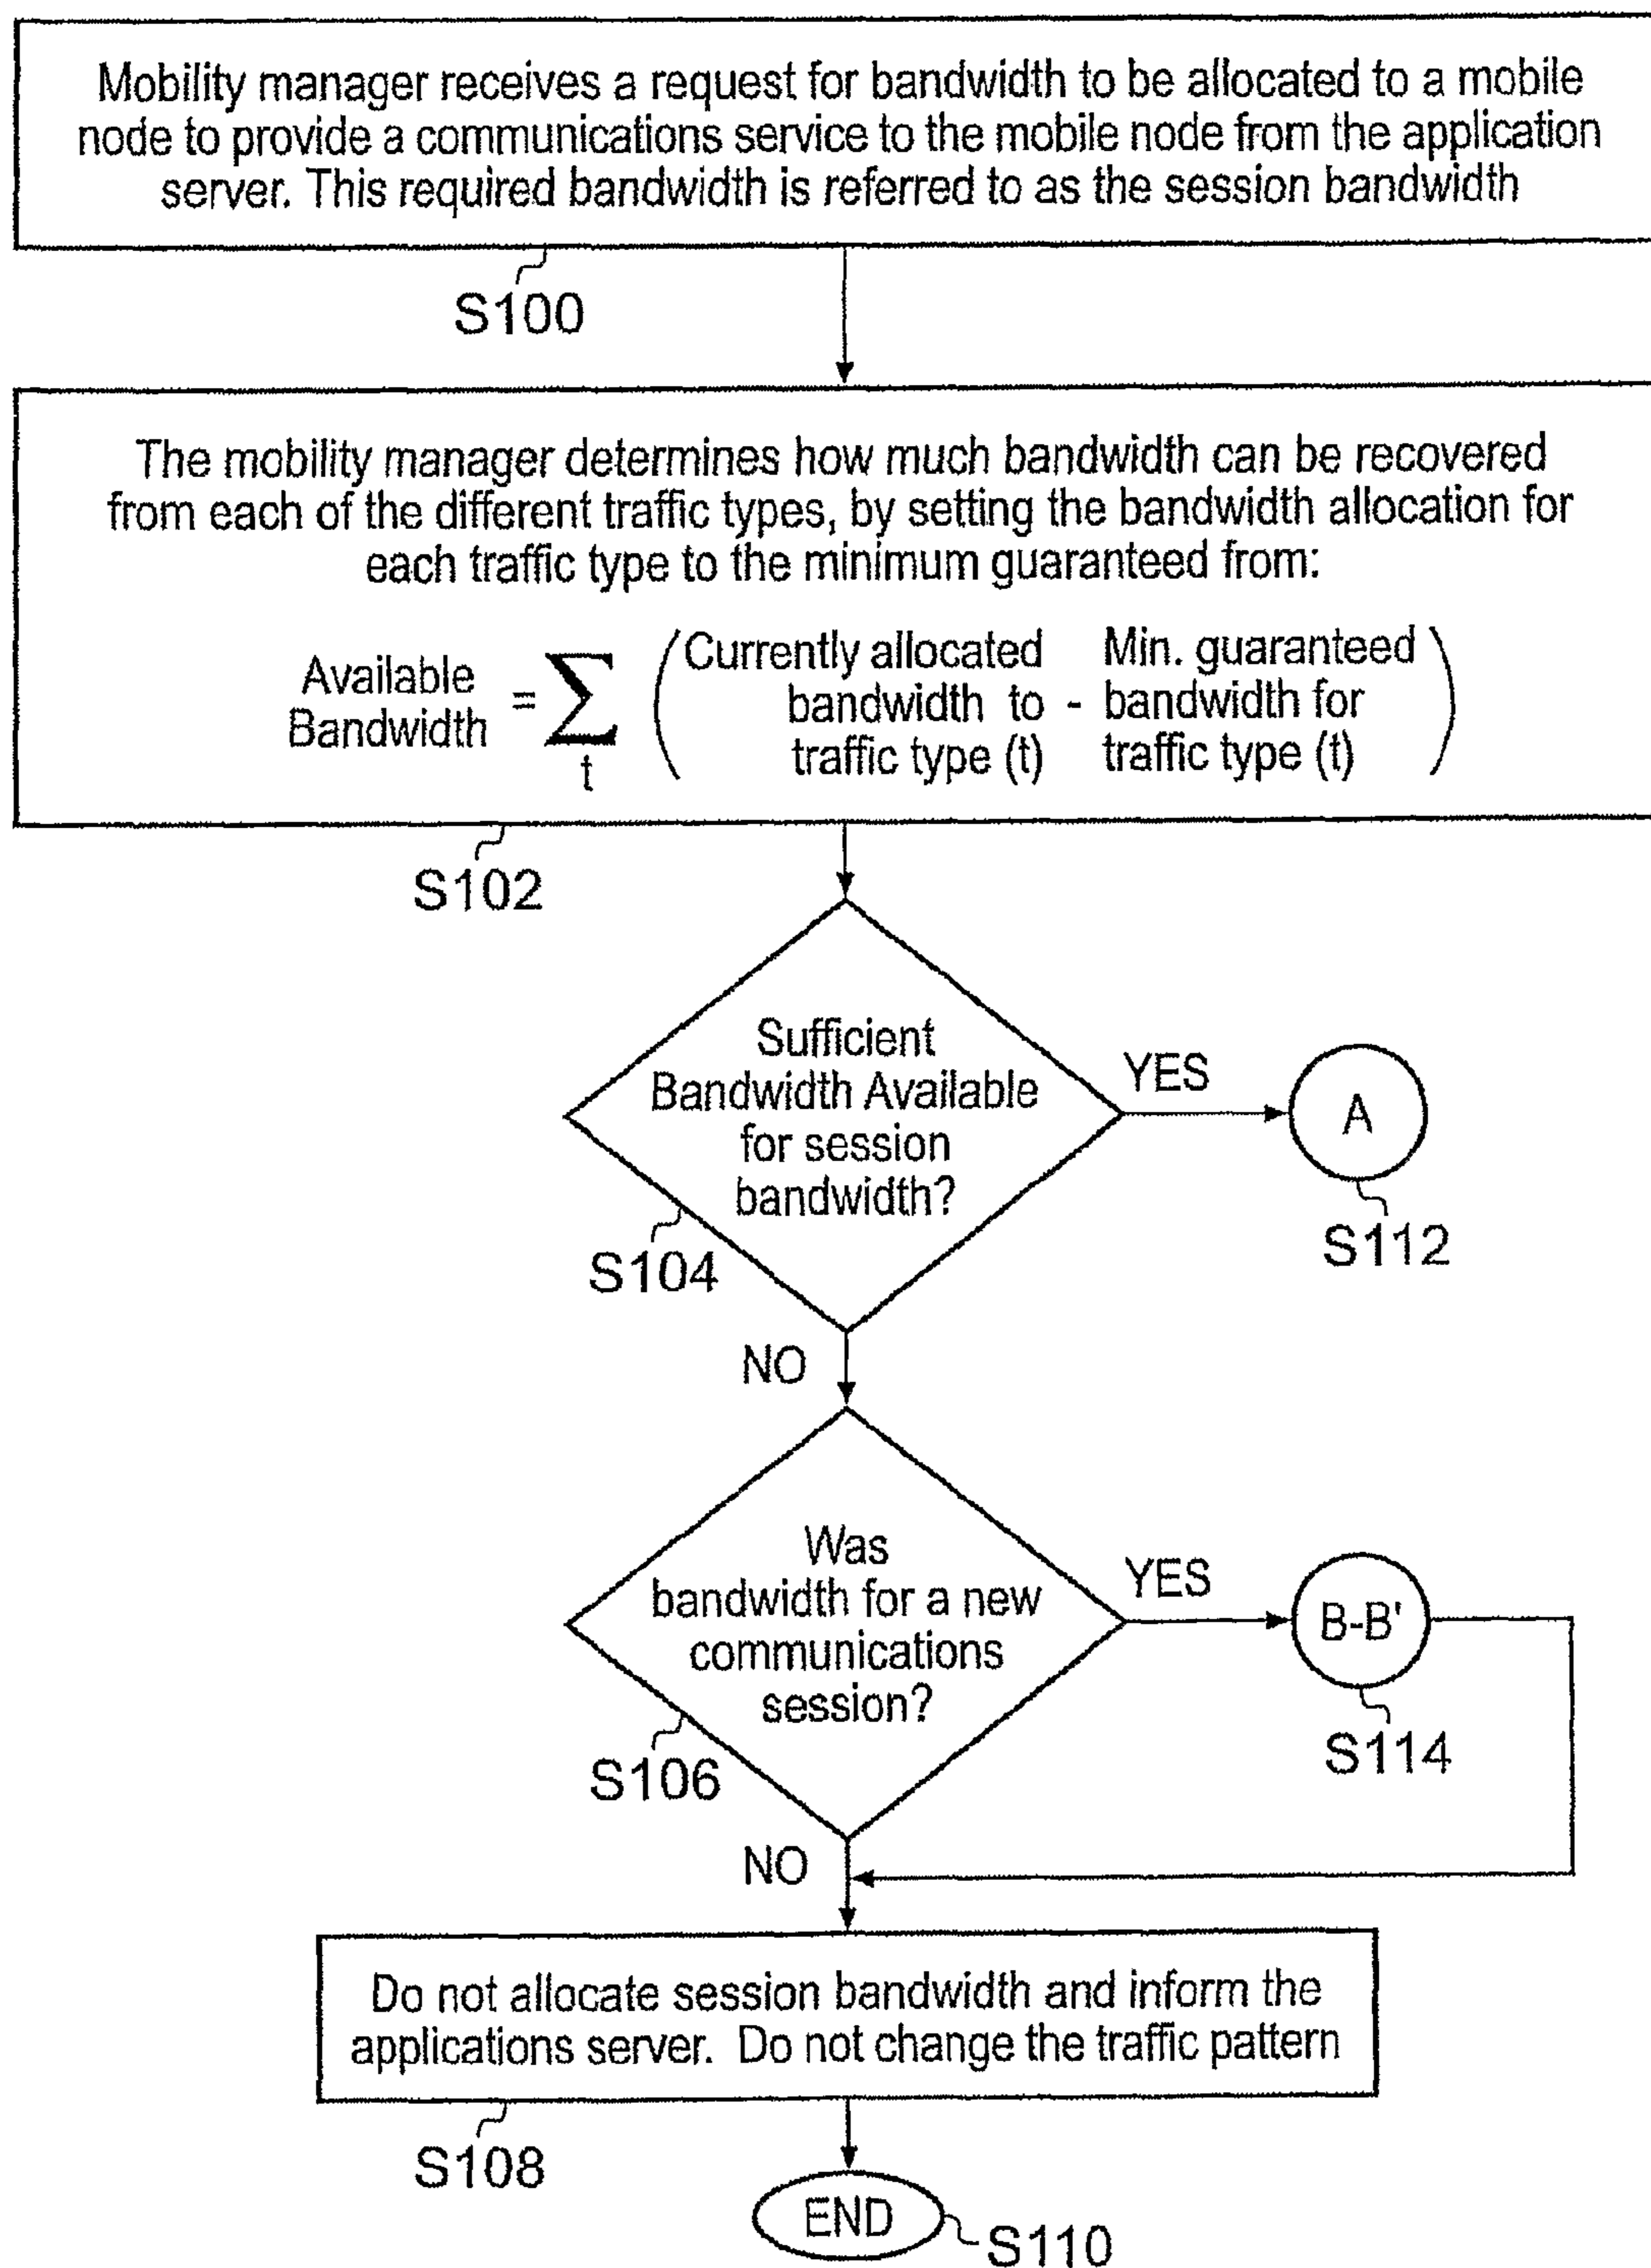 Mobility manager receives a request for bandwidth to be allocated to a mobile
node to provide a communications service to the mobile node from the application
server. This required bandwidth is referred to as the session bandwidth
S100
The mobility manager determines how much bandwidth can be recovered
from each of the different traffic types, by setting the bandwidth allocation for
each traffic type to the minimum guaranteed from:
Available
Bandwidth
= ∑
t
( Currently allocated
bandwidth to
traffic type (t)
-
Min. guaranteed
bandwidth for
traffic type (t) )
S102
Sufficient
Bandwidth Available
for session
bandwidth?
YES
A
S104
S112
NO
Was
bandwidth for a new
communications
session?
YES
B-B'
S106
S114
NO
Do not allocate session bandwidth and inform the
applications server. Do not change the traffic pattern
S108
END
S110